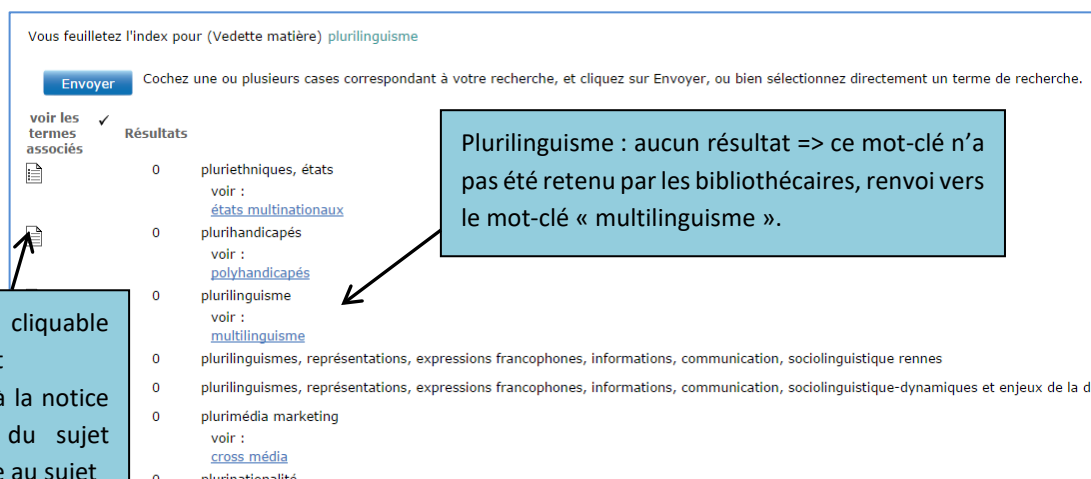 Vous feuilletez l'index pour (Vedette matière) plurilinguisme
Envoyer
Cochez une ou plusieurs cases correspondant à votre recherche, et cliquez sur Envoyer, ou bien sélectionnez directement un terme de recherche.
voir les termes associés
Résultats
0 pluriethniques, états
voir :
états multinationaux
0 plurihandicapés
voir :
polyhandicapés
0 plurilinguisme
voir :
multilinguisme
0 plurilinguismes, représentations, expressions francophones, informations, communication, sociolinguistique rennes
0 plurilinguismes, représentations, expressions francophones, informations, communication, sociolinguistique-dynamiques et enjeux de la d
0 plurimédia marketing
voir :
cross média
0 plurinationalité
Plurilinguisme : aucun résultat => ce mot-clé n'a
pas été retenu par les bibliothécaires, renvoi vers
le mot-clé « multilinguisme ».
cliquable
à la notice
du sujet
au sujet